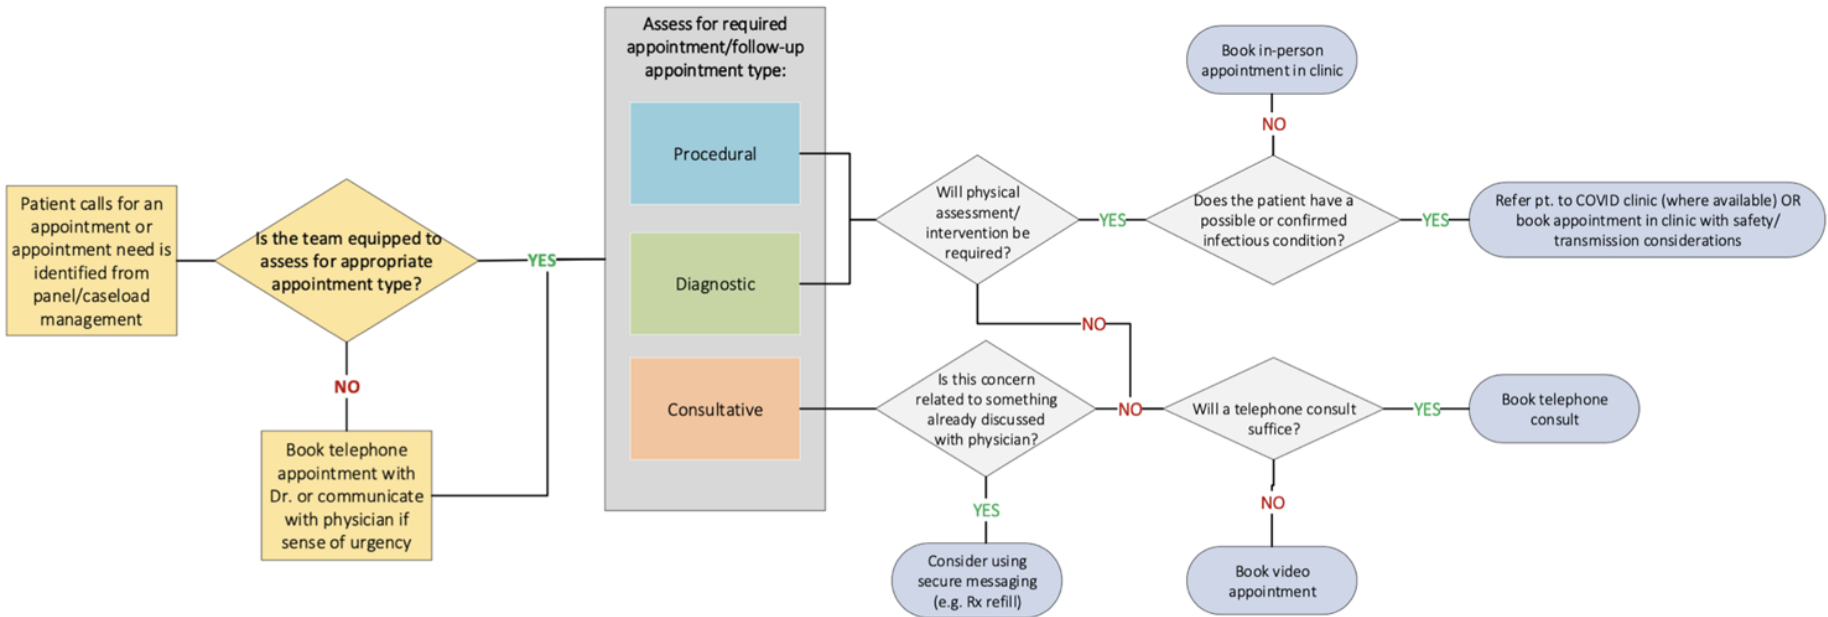 Patient calls for an
appointment or
appointment need is
identified from
panel/caseload
management
Is the team equipped to
assess for appropriate
appointment type?
YES
NO
Book telephone
appointment with
Dr. or communicate
with physician if
sense of urgency
Assess for required
appointment/follow-up
appointment type:
Procedural
Diagnostic
Consultative
Will physical
assessment/
intervention be
required?
YES
NO
Does the patient have a
possible or confirmed
infectious condition?
NO
Book in-person
appointment in clinic
YES
Refer pt. to COVID clinic (where available) OR
book appointment in clinic with safety/
transmission considerations
Is this concern
related to something
already discussed
with physician?
NO
YES
Consider using
secure messaging
(e.g. Rx refill)
Will a telephone consult
suffice?
YES
Book telephone
consult
NO
Book video
appointment